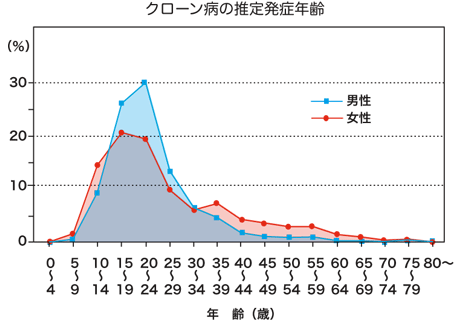 クローン病の推定発症年齢
(%)
30
20
10
0
男性
女性
0 5 10 15 20 25 30 35 40 45 50 55 60 65 70 75 80〜
〜 〜 〜 〜 〜 〜 〜 〜 〜 〜 〜 〜 〜 〜 〜 〜
4 9 14 19 24 29 34 39 44 49 54 59 64 69 74 79
年 齢（歳）